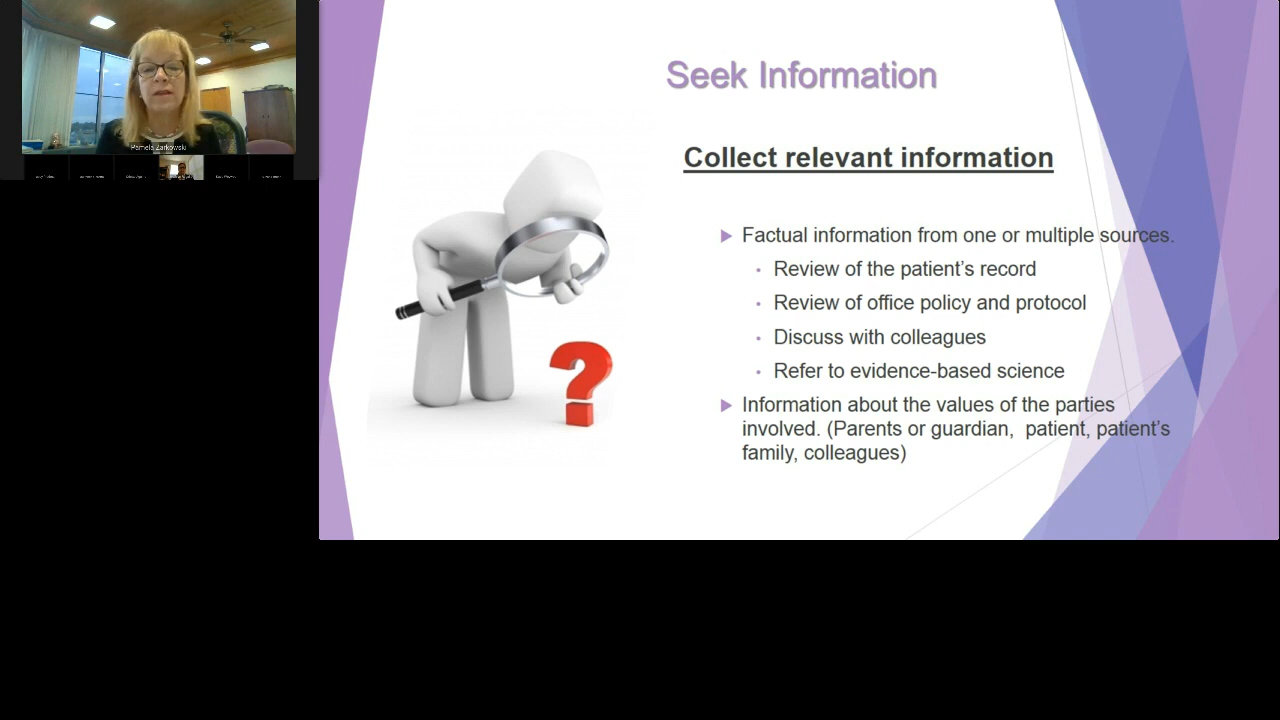 Pamela Zarkowski
Seek Information
Collect relevant information
Factual information from one or multiple sources.
Review of the patient's record
Review of office policy and protocol
Discuss with colleagues
Refer to evidence-based science
Information about the values of the parties
involved. (Parents or guardian, patient, patient's
family, colleagues)